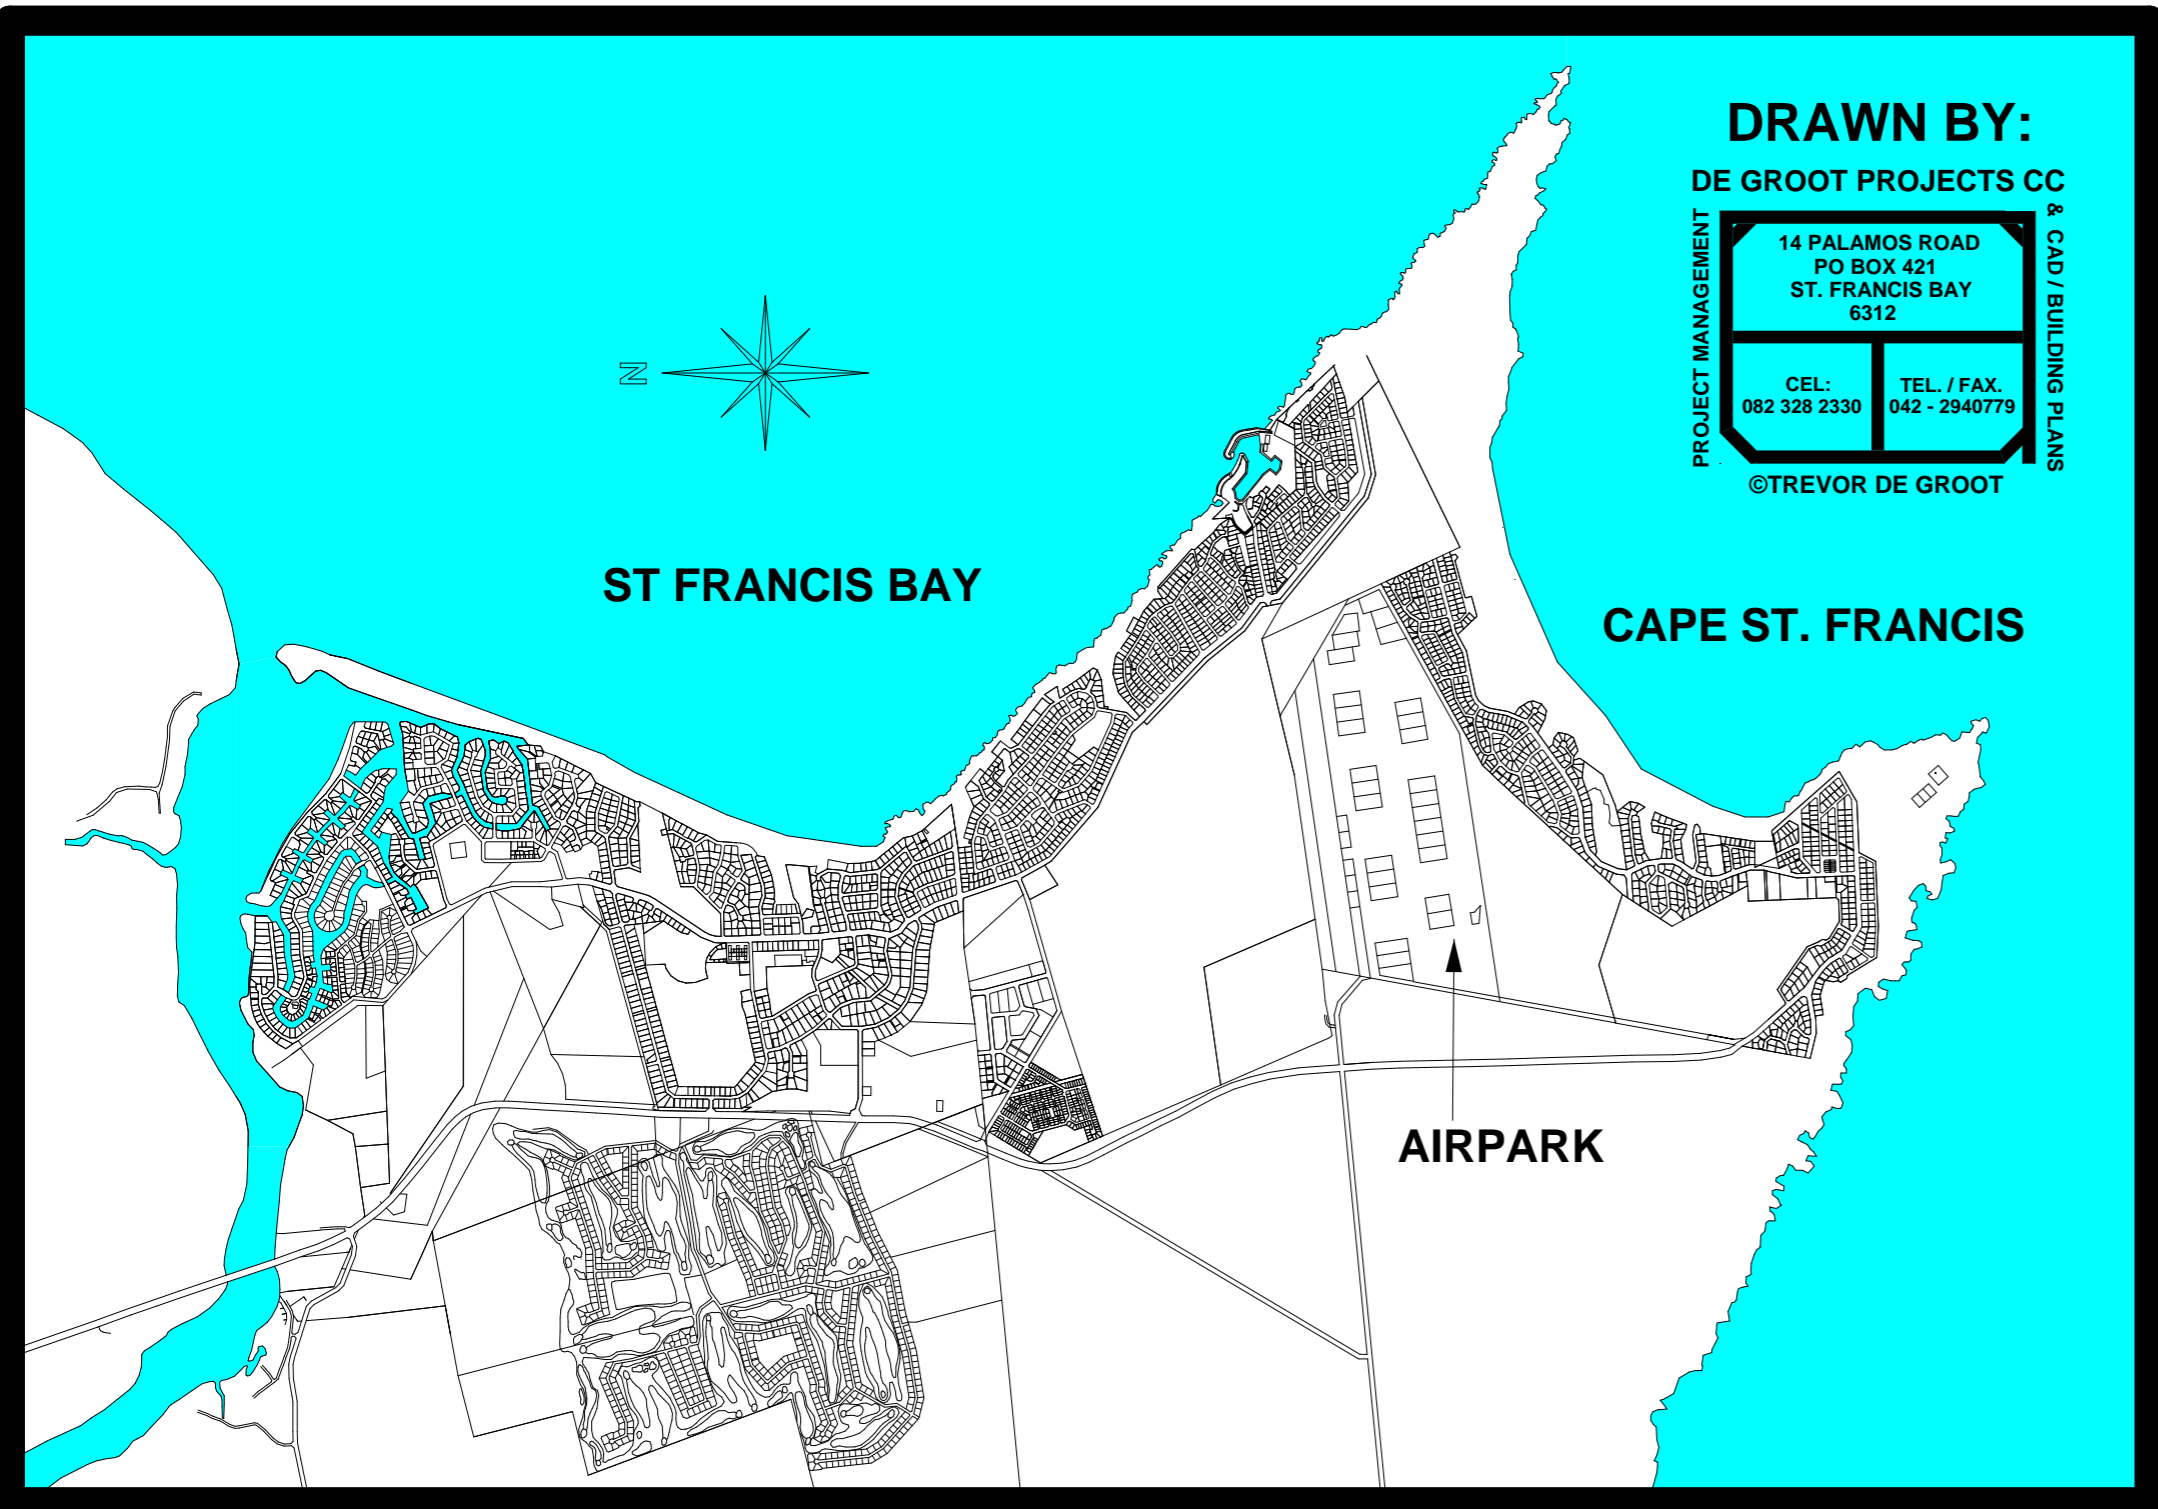 DRAWN BY:
DE GROOT PROJECTS CC
PROJECT MANAGEMENT
& CAD / BUILDING PLANS
14 PALAMOS ROAD
PO BOX 421
ST. FRANCIS BAY
6312
CEL:
082 328 2330
TEL. / FAX.
042 - 2940779
©TREVOR DE GROOT
N
ST FRANCIS BAY
CAPE ST. FRANCIS
AIRPARK